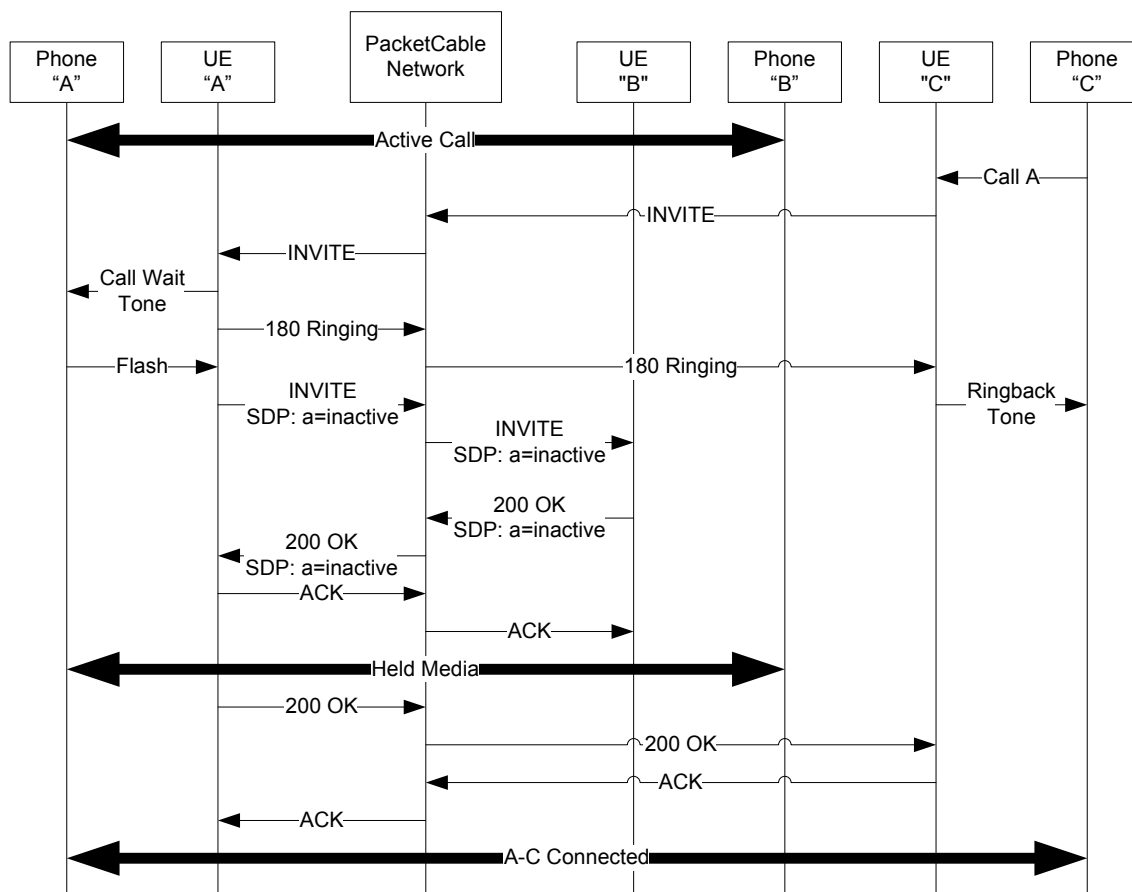 Phone
“A”
UE
“A”
PacketCable
Network
UE
"B"
Phone
“B”
UE
"C"
Phone
“C”
Active Call
Call A
INVITE
INVITE
Call Wait
Tone
180 Ringing
Flash
180 Ringing
INVITE
SDP: a=inactive
Ringback
Tone
INVITE
SDP: a=inactive
200 OK
SDP: a=inactive
200 OK
SDP: a=inactive
ACK
ACK
Held Media
200 OK
200 OK
ACK
ACK
A-C Connected